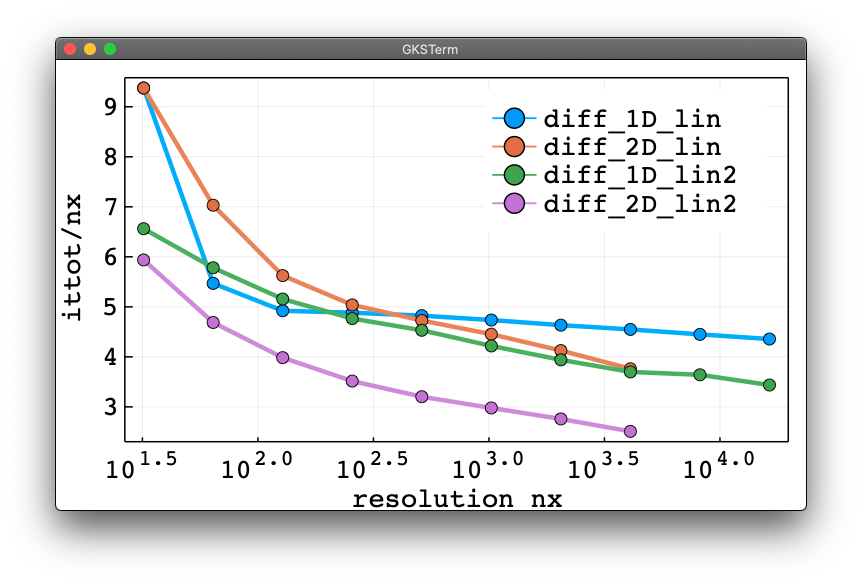 GKSTerm
9
8
7
6
5
4
3
ittot/nx
diff_1D_lin
diff_2D_lin
diff_1D_lin2
diff_2D_lin2
10^1.5 10^2.0 10^2.5 10^3.0 10^3.5 10^4.0
resolution nx